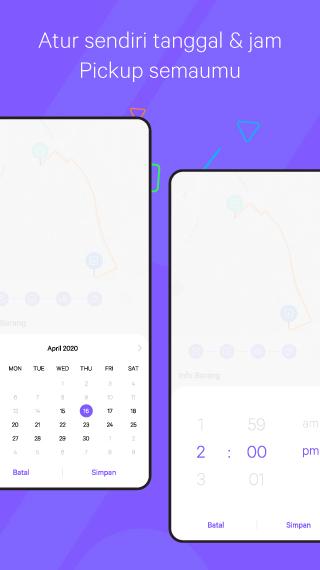 Atur sendiri tanggal & jam
Pickup semaumu
Barang
April 2020
MON TUE WED THU FRI SAT
1 2 3 4
6 7 8 9 10 11
13 14 15 16 17 18
20 21 22 23 24 25
27 28 29 30 1 2
4 5 6 7 8 9
Batal Simpan
Info Barang
1 59 am
2 : 00 pm
3 01
Batal Simpan